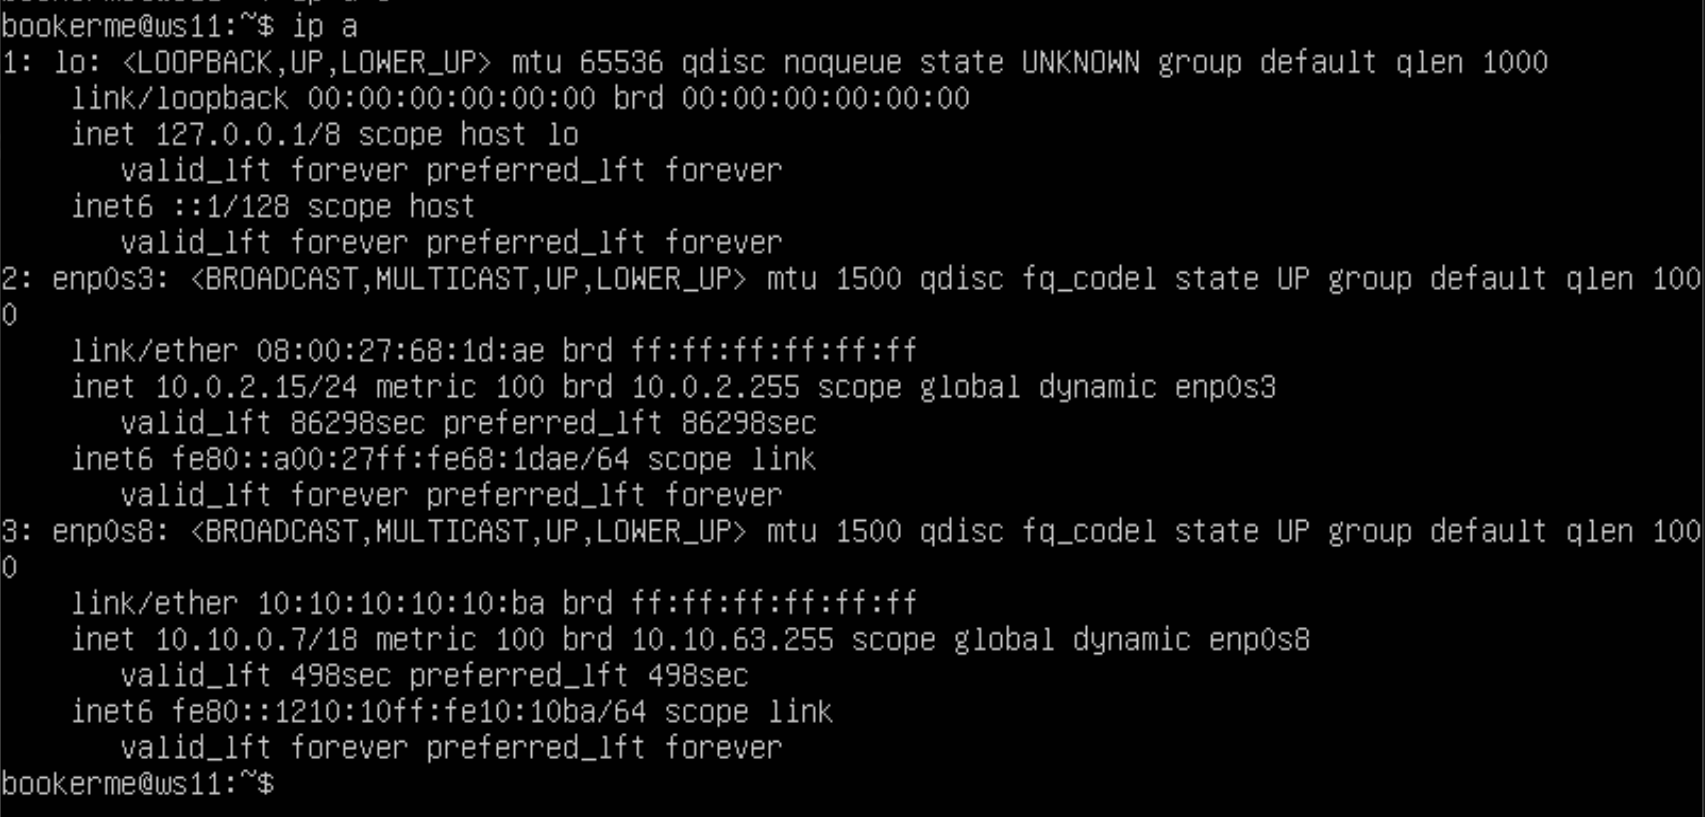 bookerme@ws11:~$ ip a
1: lo: <LOOPBACK,UP,LOWER_UP> mtu 65536 qdisc noqueue state UNKNOWN group default qlen 1000
    link/loopback 00:00:00:00:00:00 brd 00:00:00:00:00:00
    inet 127.0.0.1/8 scope host lo
       valid_lft forever preferred_lft forever
    inet6 ::1/128 scope host
       valid_lft forever preferred_lft forever
2: enp0s3: <BROADCAST,MULTICAST,UP,LOWER_UP> mtu 1500 qdisc fq_codel state UP group default qlen 100
0
    link/ether 08:00:27:68:1d:ae brd ff:ff:ff:ff:ff:ff
    inet 10.0.2.15/24 metric 100 brd 10.0.2.255 scope global dynamic enp0s3
       valid_lft 86298sec preferred_lft 86298sec
    inet6 fe80::a00:27ff:fe68:1dae/64 scope link
       valid_lft forever preferred_lft forever
3: enp0s8: <BROADCAST,MULTICAST,UP,LOWER_UP> mtu 1500 qdisc fq_codel state UP group default qlen 100
0
    link/ether 10:10:10:10:10:ba brd ff:ff:ff:ff:ff:ff
    inet 10.10.0.7/18 metric 100 brd 10.10.63.255 scope global dynamic enp0s8
       valid_lft 498sec preferred_lft 498sec
    inet6 fe80::1210:10ff:fe10:10ba/64 scope link
       valid_lft forever preferred_lft forever
bookerme@ws11:~$